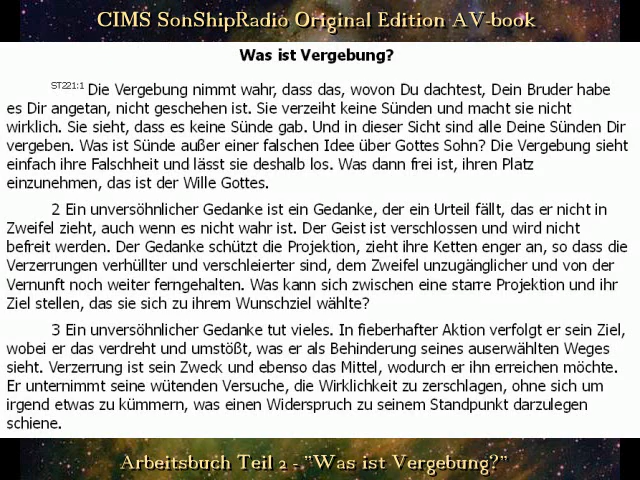 CIMS SonShipRadio Original Edition AV-book
Was ist Vergebung?
ST221:1 Die Vergebung nimmt wahr, dass das, wovon Du dachtest, Dein Bruder habe
es Dir angetan, nicht geschehen ist. Sie verzeiht keine Sünden und macht sie nicht
wirklich. Sie sieht, dass es keine Sünde gab. Und in dieser Sicht sind alle Deine Sünden Dir
vergeben. Was ist Sünde außer einer falschen Idee über Gottes Sohn? Die Vergebung sieht
einfach ihre Falschheit und lässt sie deshalb los. Was dann frei ist, ihren Platz
einzunehmen, das ist der Wille Gottes.
2 Ein unversöhnlicher Gedanke ist ein Gedanke, der ein Urteil fällt, das er nicht in
Zweifel zieht, auch wenn es nicht wahr ist. Der Geist ist verschlossen und wird nicht
befreit werden. Der Gedanke schützt die Projektion, zieht ihre Ketten enger an, so dass die
Verzerrungen verhüllter und verschleierter sind, dem Zweifel unzugänglicher und von der
Vernunft noch weiter ferngehalten. Was kann sich zwischen eine starre Projektion und ihr
Ziel stellen, das sie sich zu ihrem Wunschziel wählte?
3 Ein unversöhnlicher Gedanke tut vieles. In fieberhafter Aktion verfolgt er sein Ziel,
wobei er das verdreht und umstößt, was er als Behinderung seines auserwählten Weges
sieht. Verzerrung ist sein Zweck und ebenso das Mittel, wodurch er ihn erreichen möchte.
Er unternimmt seine wütenden Versuche, die Wirklichkeit zu zerschlagen, ohne sich um
irgend etwas zu kümmern, was einen Widerspruch zu seinem Standpunkt darzulegen
schiene.
Arbeitsbuch Teil 2 - "Was ist Vergebung?"